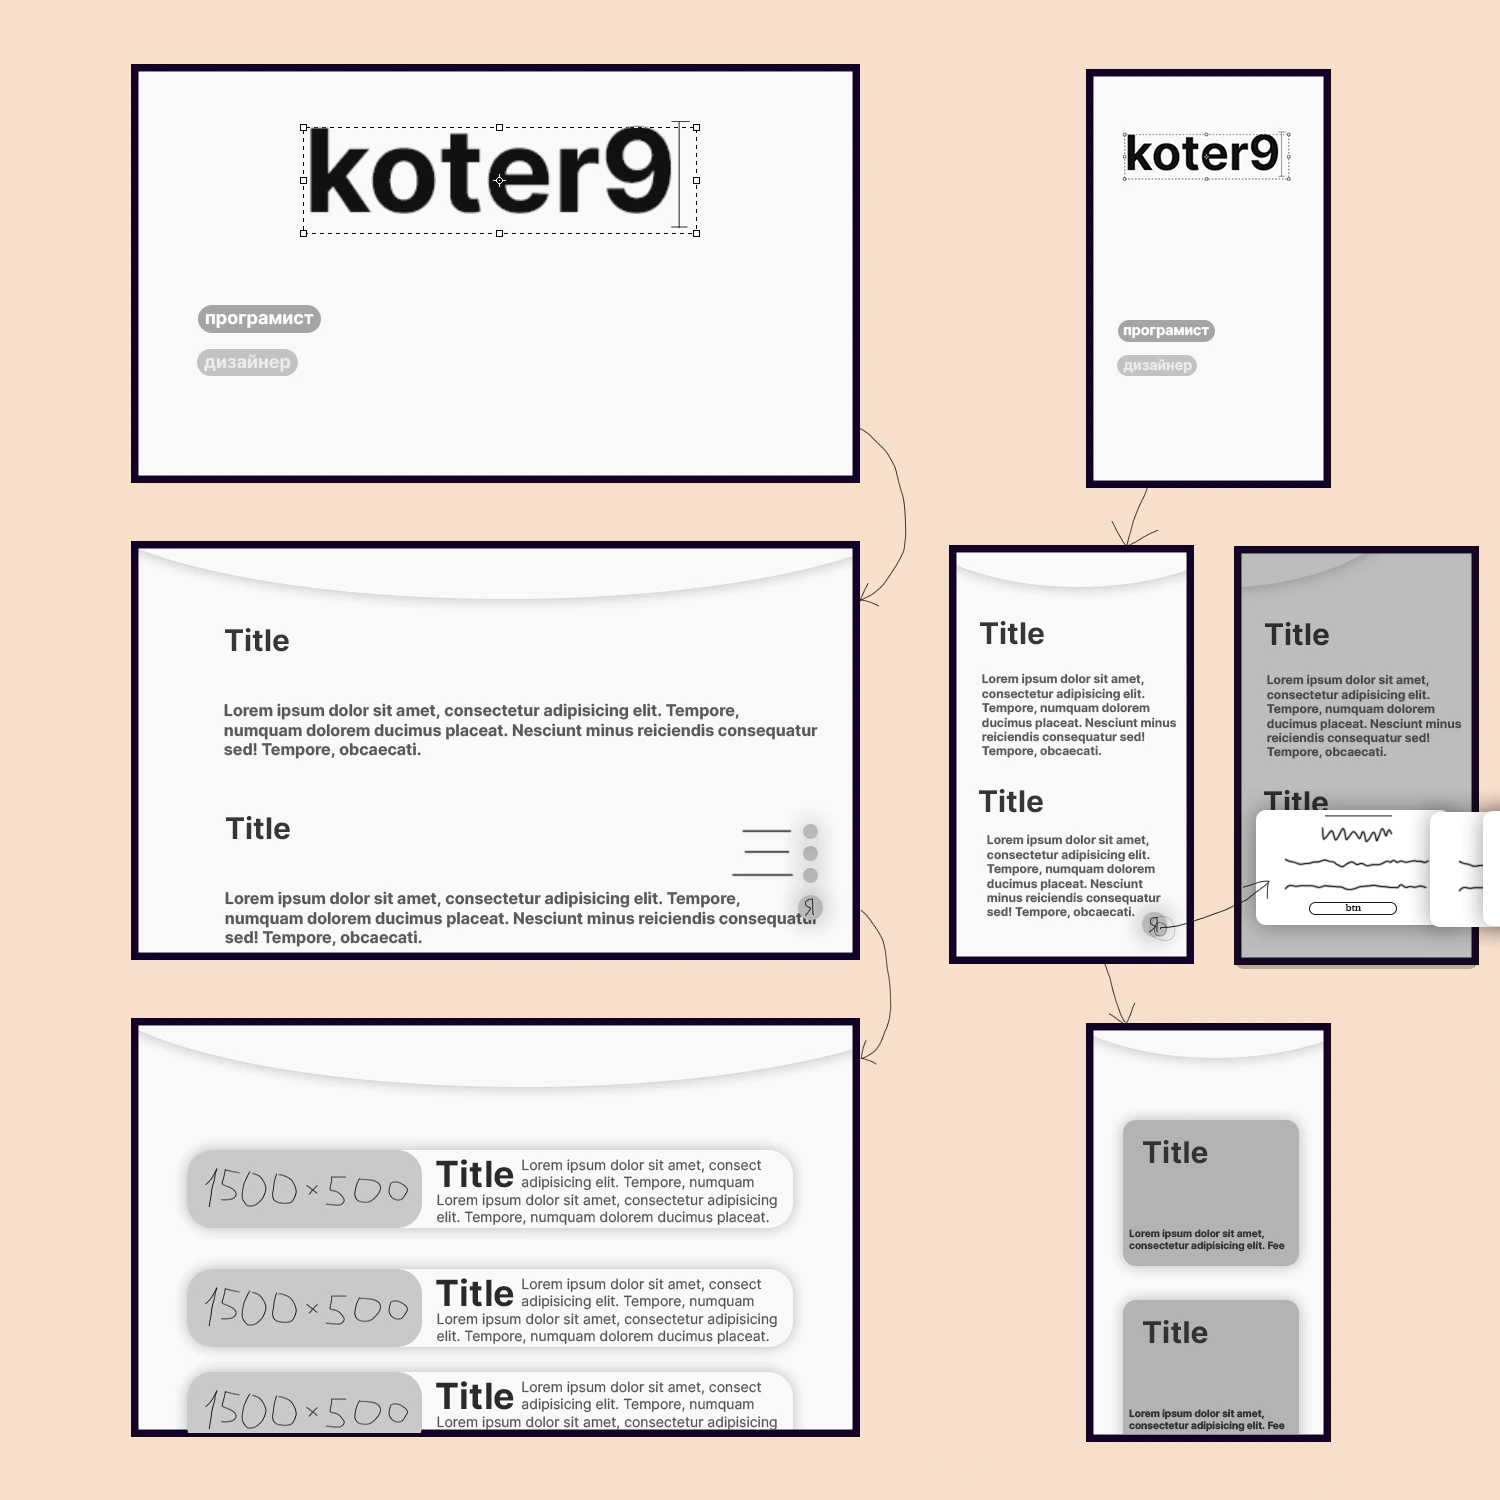 koter9
програмист
дизайнер
Title
Lorem ipsum dolor sit amet, consectetur adipisicing elit. Tempore,
numquam dolorem ducimus placeat. Nesciunt minus reiciendis consequatur
sed! Tempore, obcaecati.
Title
Lorem ipsum dolor sit amet, consectetur adipisicing elit. Tempore,
numquam dolorem ducimus placeat. Nesciunt minus reiciendis consequatur
sed! Tempore, obcaecati.
Я
1500×500
Title
Lorem ipsum dolor sit amet, consect
adipisicing elit. Tempore, numquam
Lorem ipsum dolor sit amet, consectetur adipisicing
elit. Tempore, numquam dolorem ducimus placeat.
1500×500
Title
Lorem ipsum dolor sit amet, consect
adipisicing elit. Tempore, numquam
Lorem ipsum dolor sit amet, consectetur adipisicing
elit. Tempore, numquam dolorem ducimus placeat.
1500×500
Title
Lorem ipsum dolor sit amet, consect
adipisicing elit. Tempore, numquam
Lorem ipsum dolor sit amet, consectetur adipisicing
koter9
програмист
дизайнер
Title
Lorem ipsum dolor sit amet,
consectetur adipisicing elit.
Tempore, numquam dolorem
ducimus placeat. Nesciunt minus
reiciendis consequatur sed!
Tempore, obcaecati.
Title
Lorem ipsum dolor sit amet,
consectetur adipisicing elit.
Tempore, numquam dolorem
ducimus placeat. Nesciunt
minus reiciendis consequatur
sed! Tempore, obcaecati.
Я
Title
Lorem ipsum dolor sit amet,
consectetur adipisicing elit.
Tempore, numquam dolorem
ducimus placeat. Nesciunt minus
reiciendis consequatur sed!
Tempore, obcaecati.
Title
btn
Title
Lorem ipsum dolor sit amet,
consectetur adipisicing elit. Fee
Title
Lorem ipsum dolor sit amet,
consectetur adipisicing elit. Fee